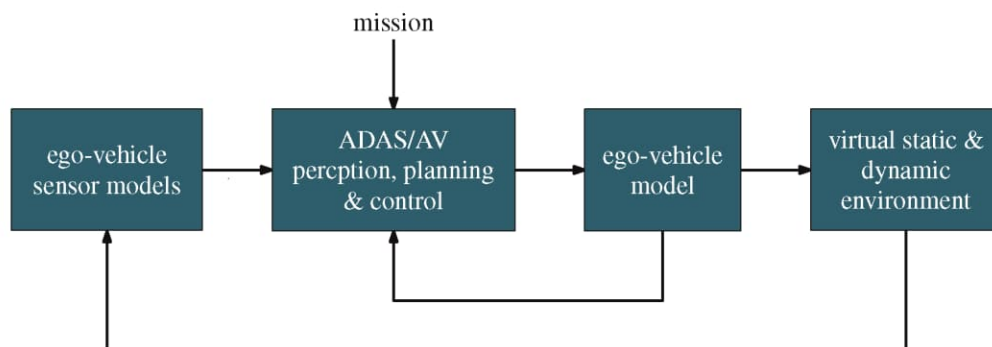 mission
ego-vehicle
sensor models
ADAS/AV
percption, planning
& control
ego-vehicle
model
virtual static &
dynamic
environment